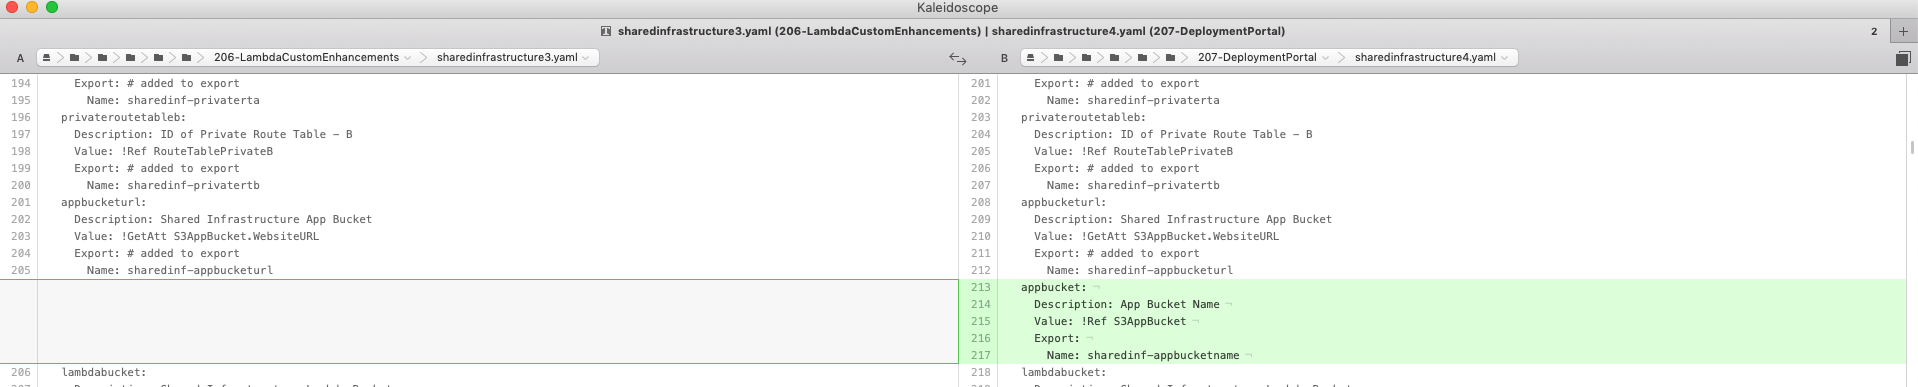 Kaleidoscope
sharedinfrastructure3.yaml (206-LambdaCustomEnhancements) | sharedinfrastructure4.yaml (207-DeploymentPortal)
2
A 206-LambdaCustomEnhancements sharedinfrastructure3.yaml
B 207-DeploymentPortal sharedinfrastructure4.yaml
194 Export: # added to export
195 Name: sharedinf-privaterta
196 privateroutetableb:
197 Description: ID of Private Route Table - B
198 Value: !Ref RouteTablePrivateB
199 Export: # added to export
200 Name: sharedinf-privatertb
201 appbucketurl:
202 Description: Shared Infrastructure App Bucket
203 Value: !GetAtt S3AppBucket.WebsiteURL
204 Export: # added to export
205 Name: sharedinf-appbucketurl
206 lambdabucket:
201 Export: # added to export
202 Name: sharedinf-privaterta
203 privateroutetableb:
204 Description: ID of Private Route Table - B
205 Value: !Ref RouteTablePrivateB
206 Export: # added to export
207 Name: sharedinf-privatertb
208 appbucketurl:
209 Description: Shared Infrastructure App Bucket
210 Value: !GetAtt S3AppBucket.WebsiteURL
211 Export: # added to export
212 Name: sharedinf-appbucketurl
213 appbucket: ¬
214 Description: App Bucket Name ¬
215 Value: !Ref S3AppBucket ¬
216 Export: ¬
217 Name: sharedinf-appbucketname ¬
218 lambdabucket: